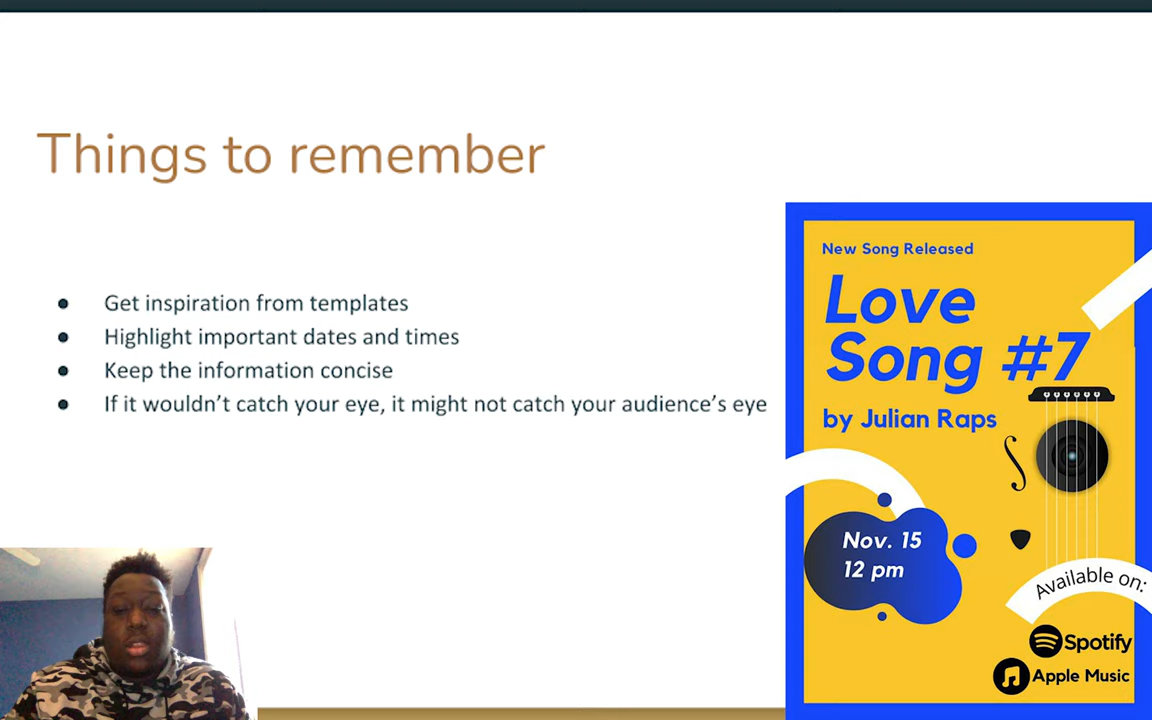 Things to remember
Get inspiration from templates
Highlight important dates and times
Keep the information concise
If it wouldn't catch your eye, it might not catch your audience's eye
New Song Released
Love
Song #7
by Julian Raps
Nov. 15
12 pm
Available on:
Spotify
Apple Music